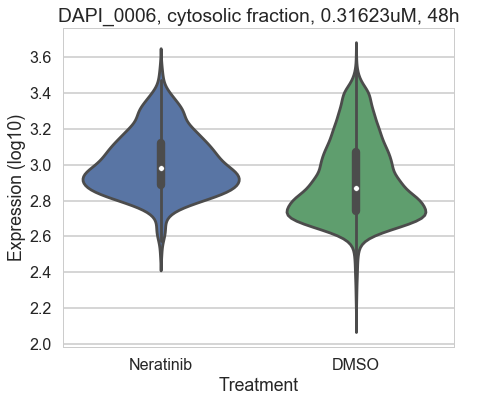 DAPI_0006, cytosolic fraction, 0.31623uM, 48h
Expression (log10)
3.6
3.4
3.2
3.0
2.8
2.6
2.4
2.2
2.0
Neratinib DMSO
Treatment